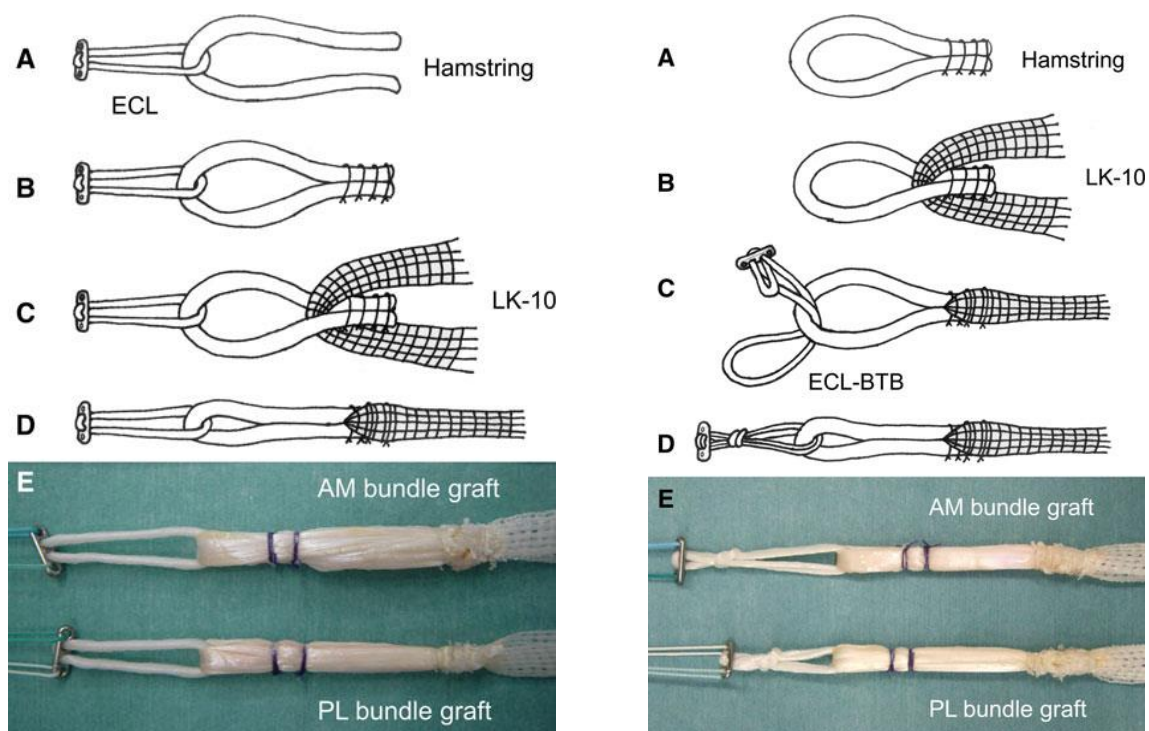 A
Hamstring
ECL
B
C
LK-10
D
E
AM bundle graft
PL bundle graft
A
Hamstring
B
LK-10
C
ECL-BTB
D
E
AM bundle graft
PL bundle graft